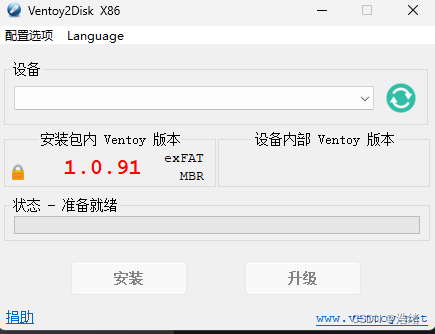 Ventoy2Disk X86
配置选项 Language
设备
安装包内 Ventoy 版本
设备内部 Ventoy 版本
1.0.91
exFAT
MBR
状态 - 准备就绪
安装
升级
捐助
www.ventoy.net